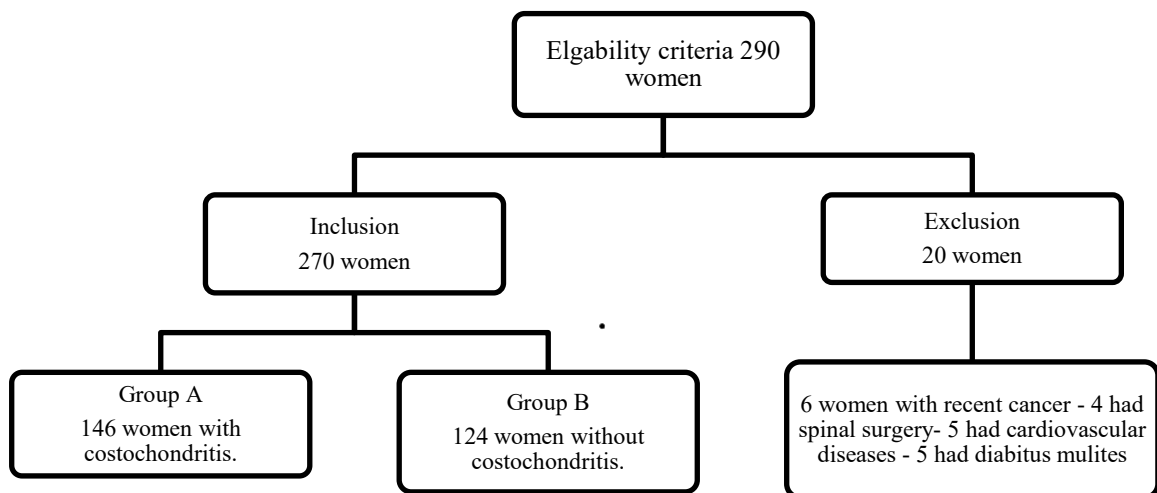 Elgability criteria 290
women
Inclusion
270 women
Exclusion
20 women
Group A
146 women with
costochondritis.
Group B
124 women without
costochondritis.
6 women with recent cancer - 4 had
spinal surgery- 5 had cardiovascular
diseases - 5 had diabitus mulites